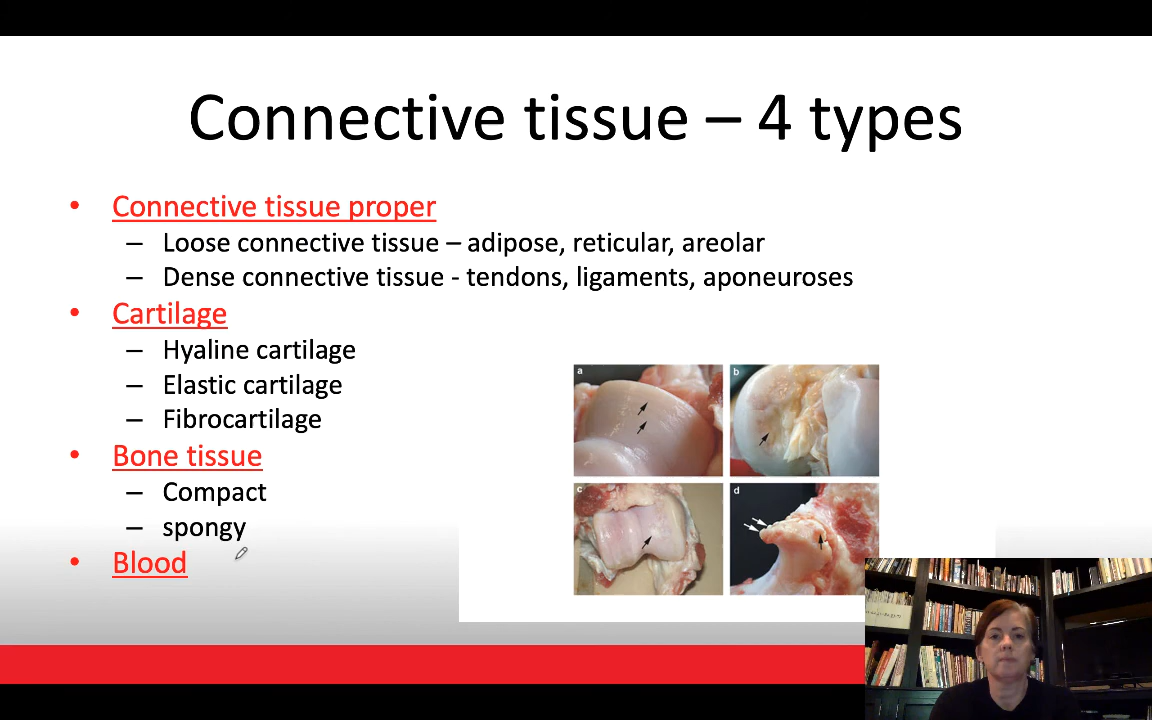 Connective tissue – 4 types
• Connective tissue proper
– Loose connective tissue – adipose, reticular, areolar
– Dense connective tissue - tendons, ligaments, aponeuroses
• Cartilage
– Hyaline cartilage
– Elastic cartilage
– Fibrocartilage
• Bone tissue
– Compact
– spongy
• Blood
a
b
c
d